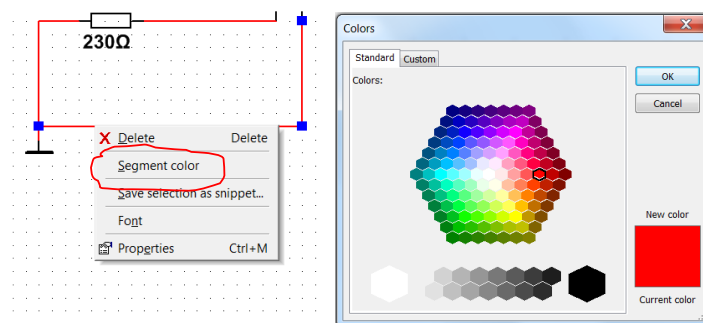 230Ω
Delete Delete
Segment color
Save selection as snippet...
Font
Properties Ctrl+M
Colors
Standard Custom
Colors:
OK
Cancel
New color
Current color